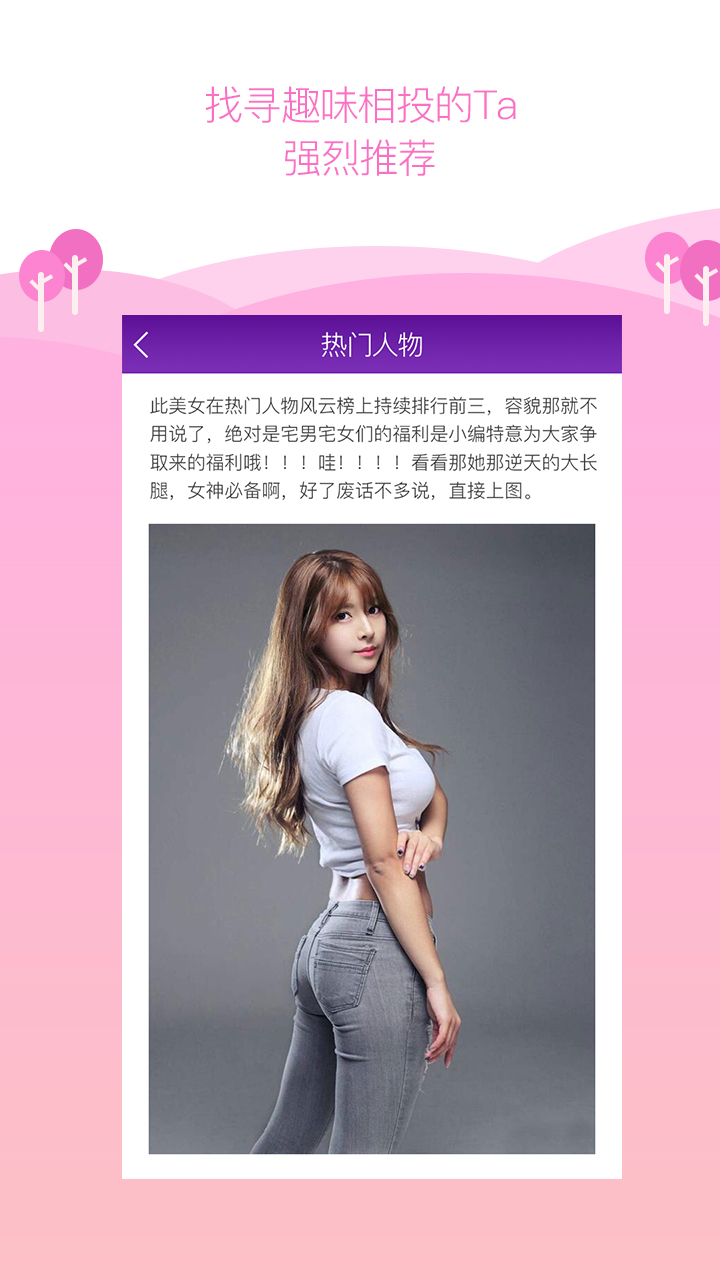 找寻趣味相投的Ta
强烈推荐
热门人物
此美女在热门人物风云榜上持续排行前三，容貌那就不
用说了，绝对是宅男宅女们的福利是小编特意为大家争
取来的福利哦！！！哇！！！！看看那她那逆天的大长
腿，女神必备啊，好了废话不多说，直接上图。